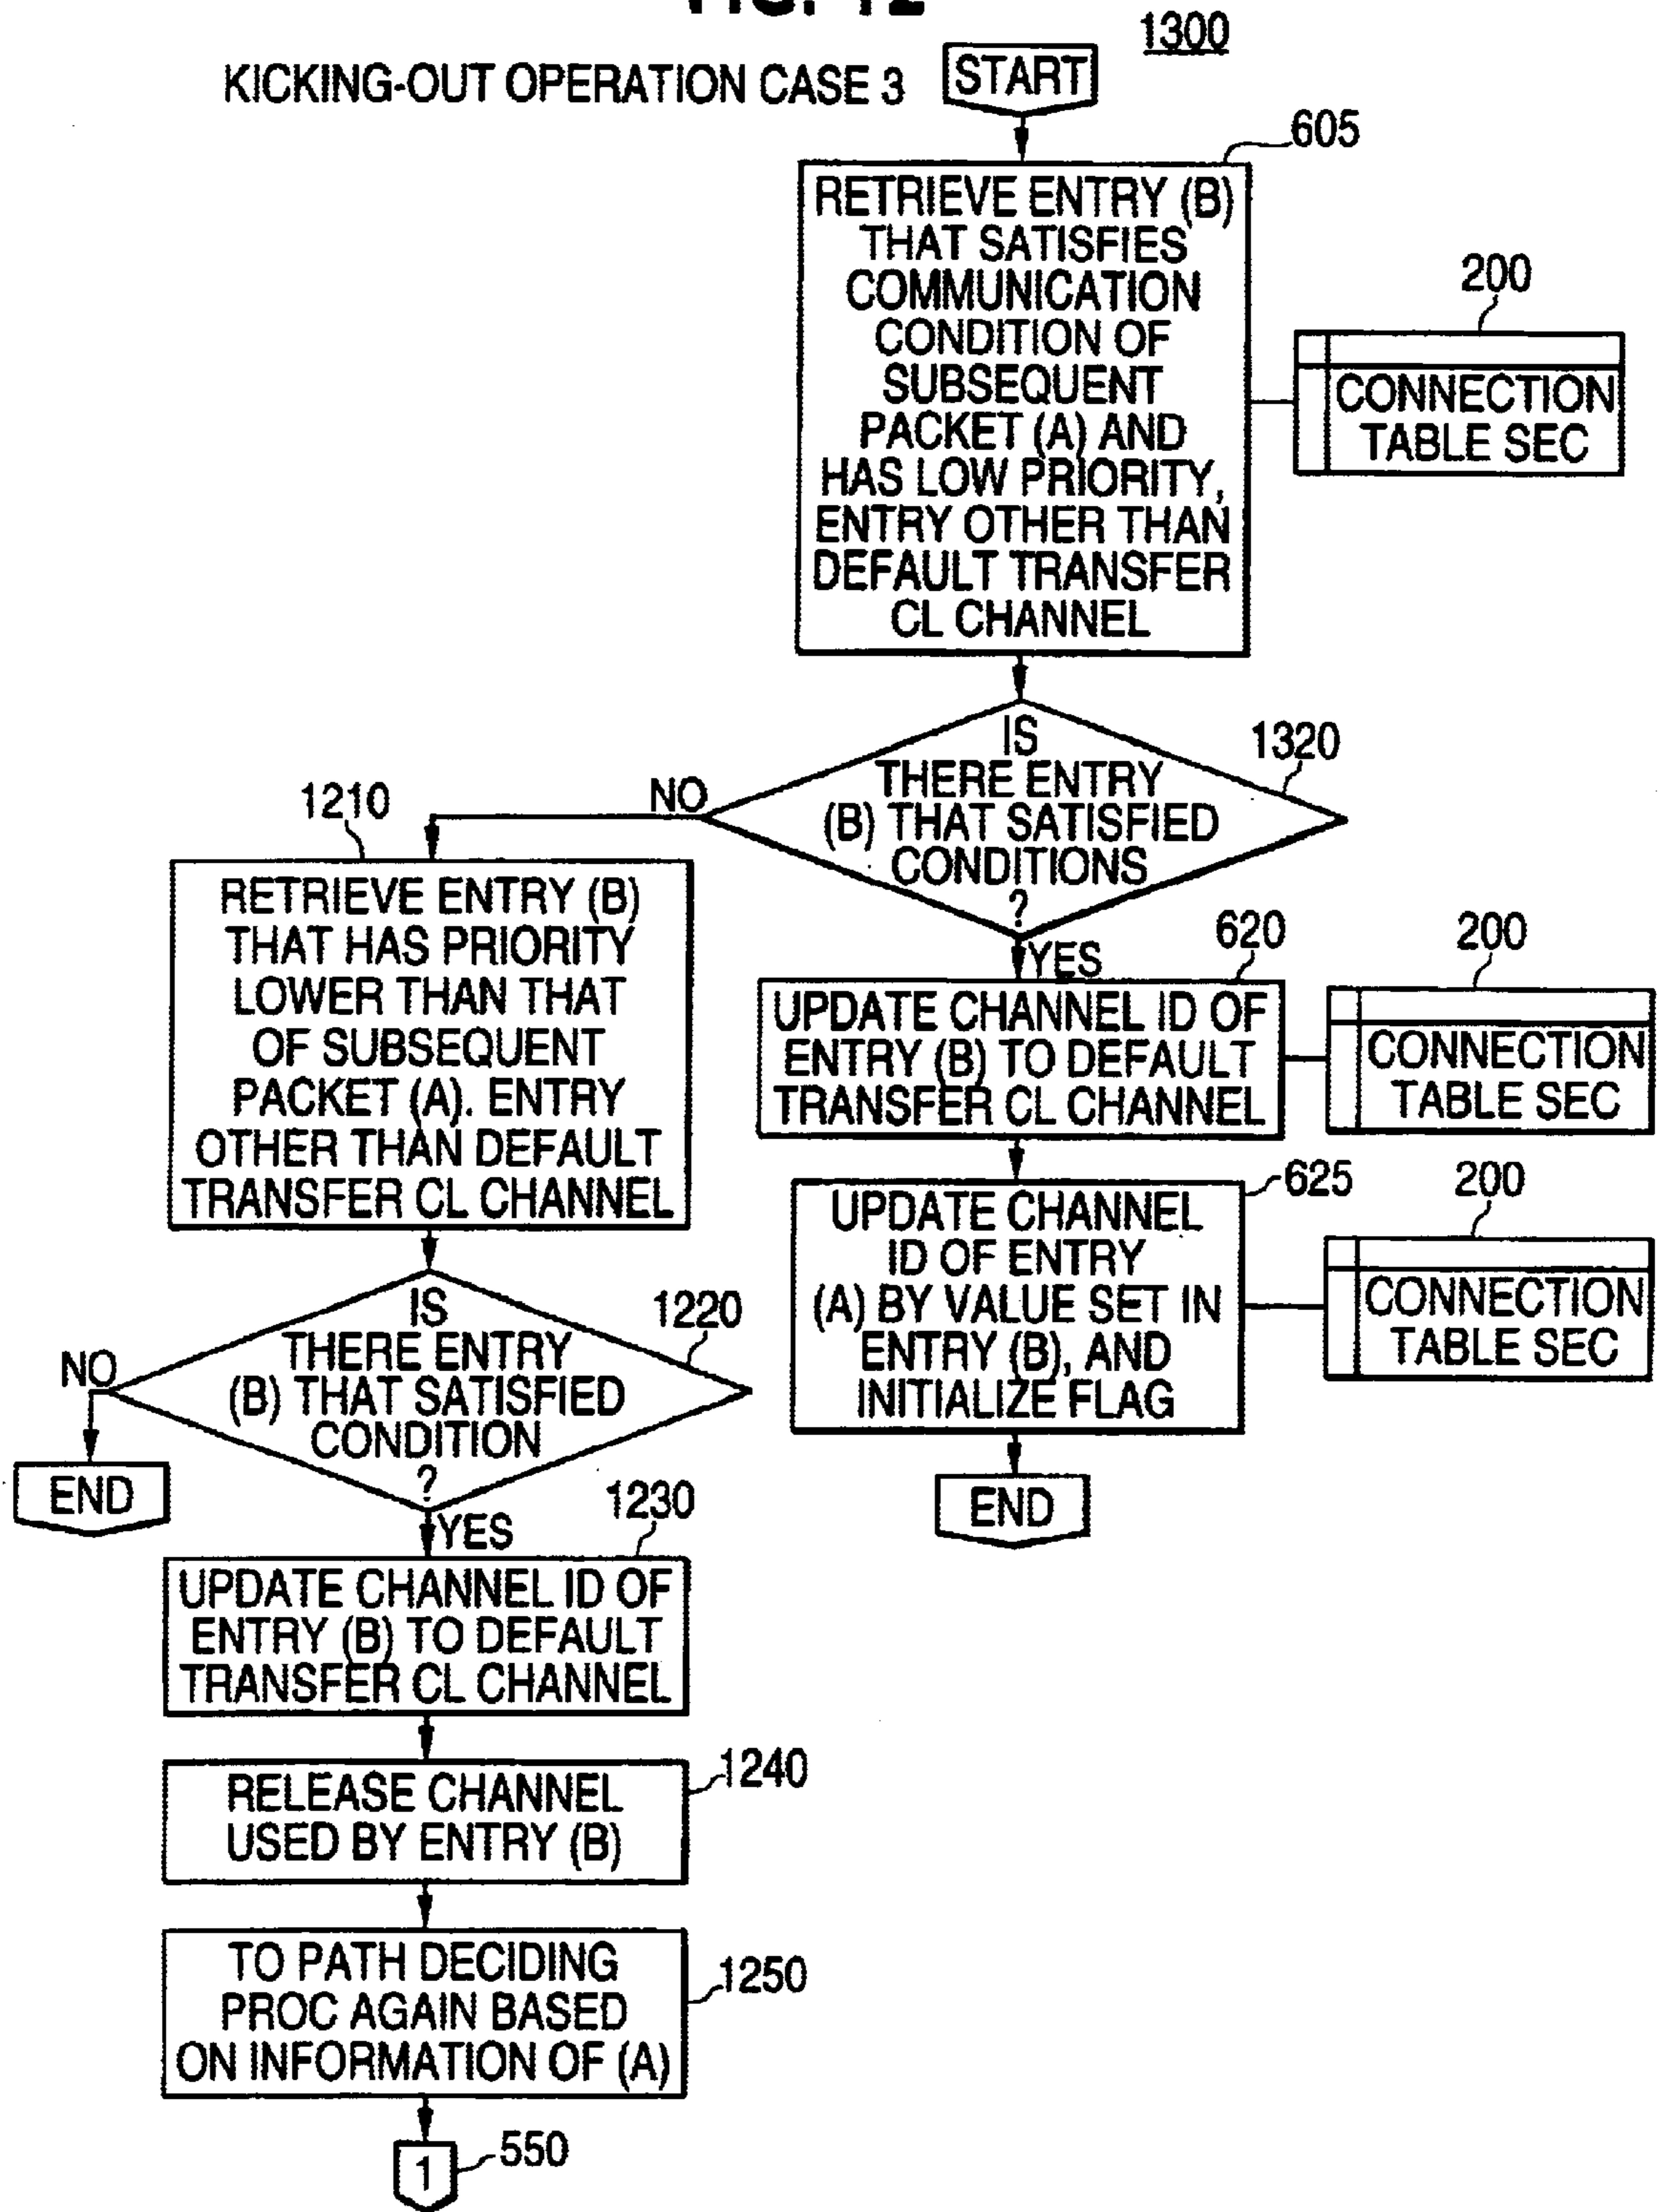 1300
KICKING-OUT OPERATION CASE 3
START
605
RETRIEVE ENTRY (B)
THAT SATISFIES
COMMUNICATION
CONDITION OF
SUBSEQUENT
PACKET (A) AND
HAS LOW PRIORITY,
ENTRY OTHER THAN
DEFAULT TRANSFER
CL CHANNEL
200
CONNECTION
TABLE SEC
IS
THERE ENTRY
(B) THAT SATISFIED
CONDITIONS
?
1320
NO
YES
1210
RETRIEVE ENTRY (B)
THAT HAS PRIORITY
LOWER THAN THAT
OF SUBSEQUENT
PACKET (A). ENTRY
OTHER THAN DEFAULT
TRANSFER CL CHANNEL
620
UPDATE CHANNEL ID OF
ENTRY (B) TO DEFAULT
TRANSFER CL CHANNEL
200
CONNECTION
TABLE SEC
625
UPDATE CHANNEL
ID OF ENTRY
(A) BY VALUE SET IN
ENTRY (B), AND
INITIALIZE FLAG
200
CONNECTION
TABLE SEC
END
IS
THERE ENTRY
(B) THAT SATISFIED
CONDITION
?
1220
NO
END
YES
1230
UPDATE CHANNEL ID OF
ENTRY (B) TO DEFAULT
TRANSFER CL CHANNEL
1240
RELEASE CHANNEL
USED BY ENTRY (B)
1250
TO PATH DECIDING
PROC AGAIN BASED
ON INFORMATION OF (A)
1
550